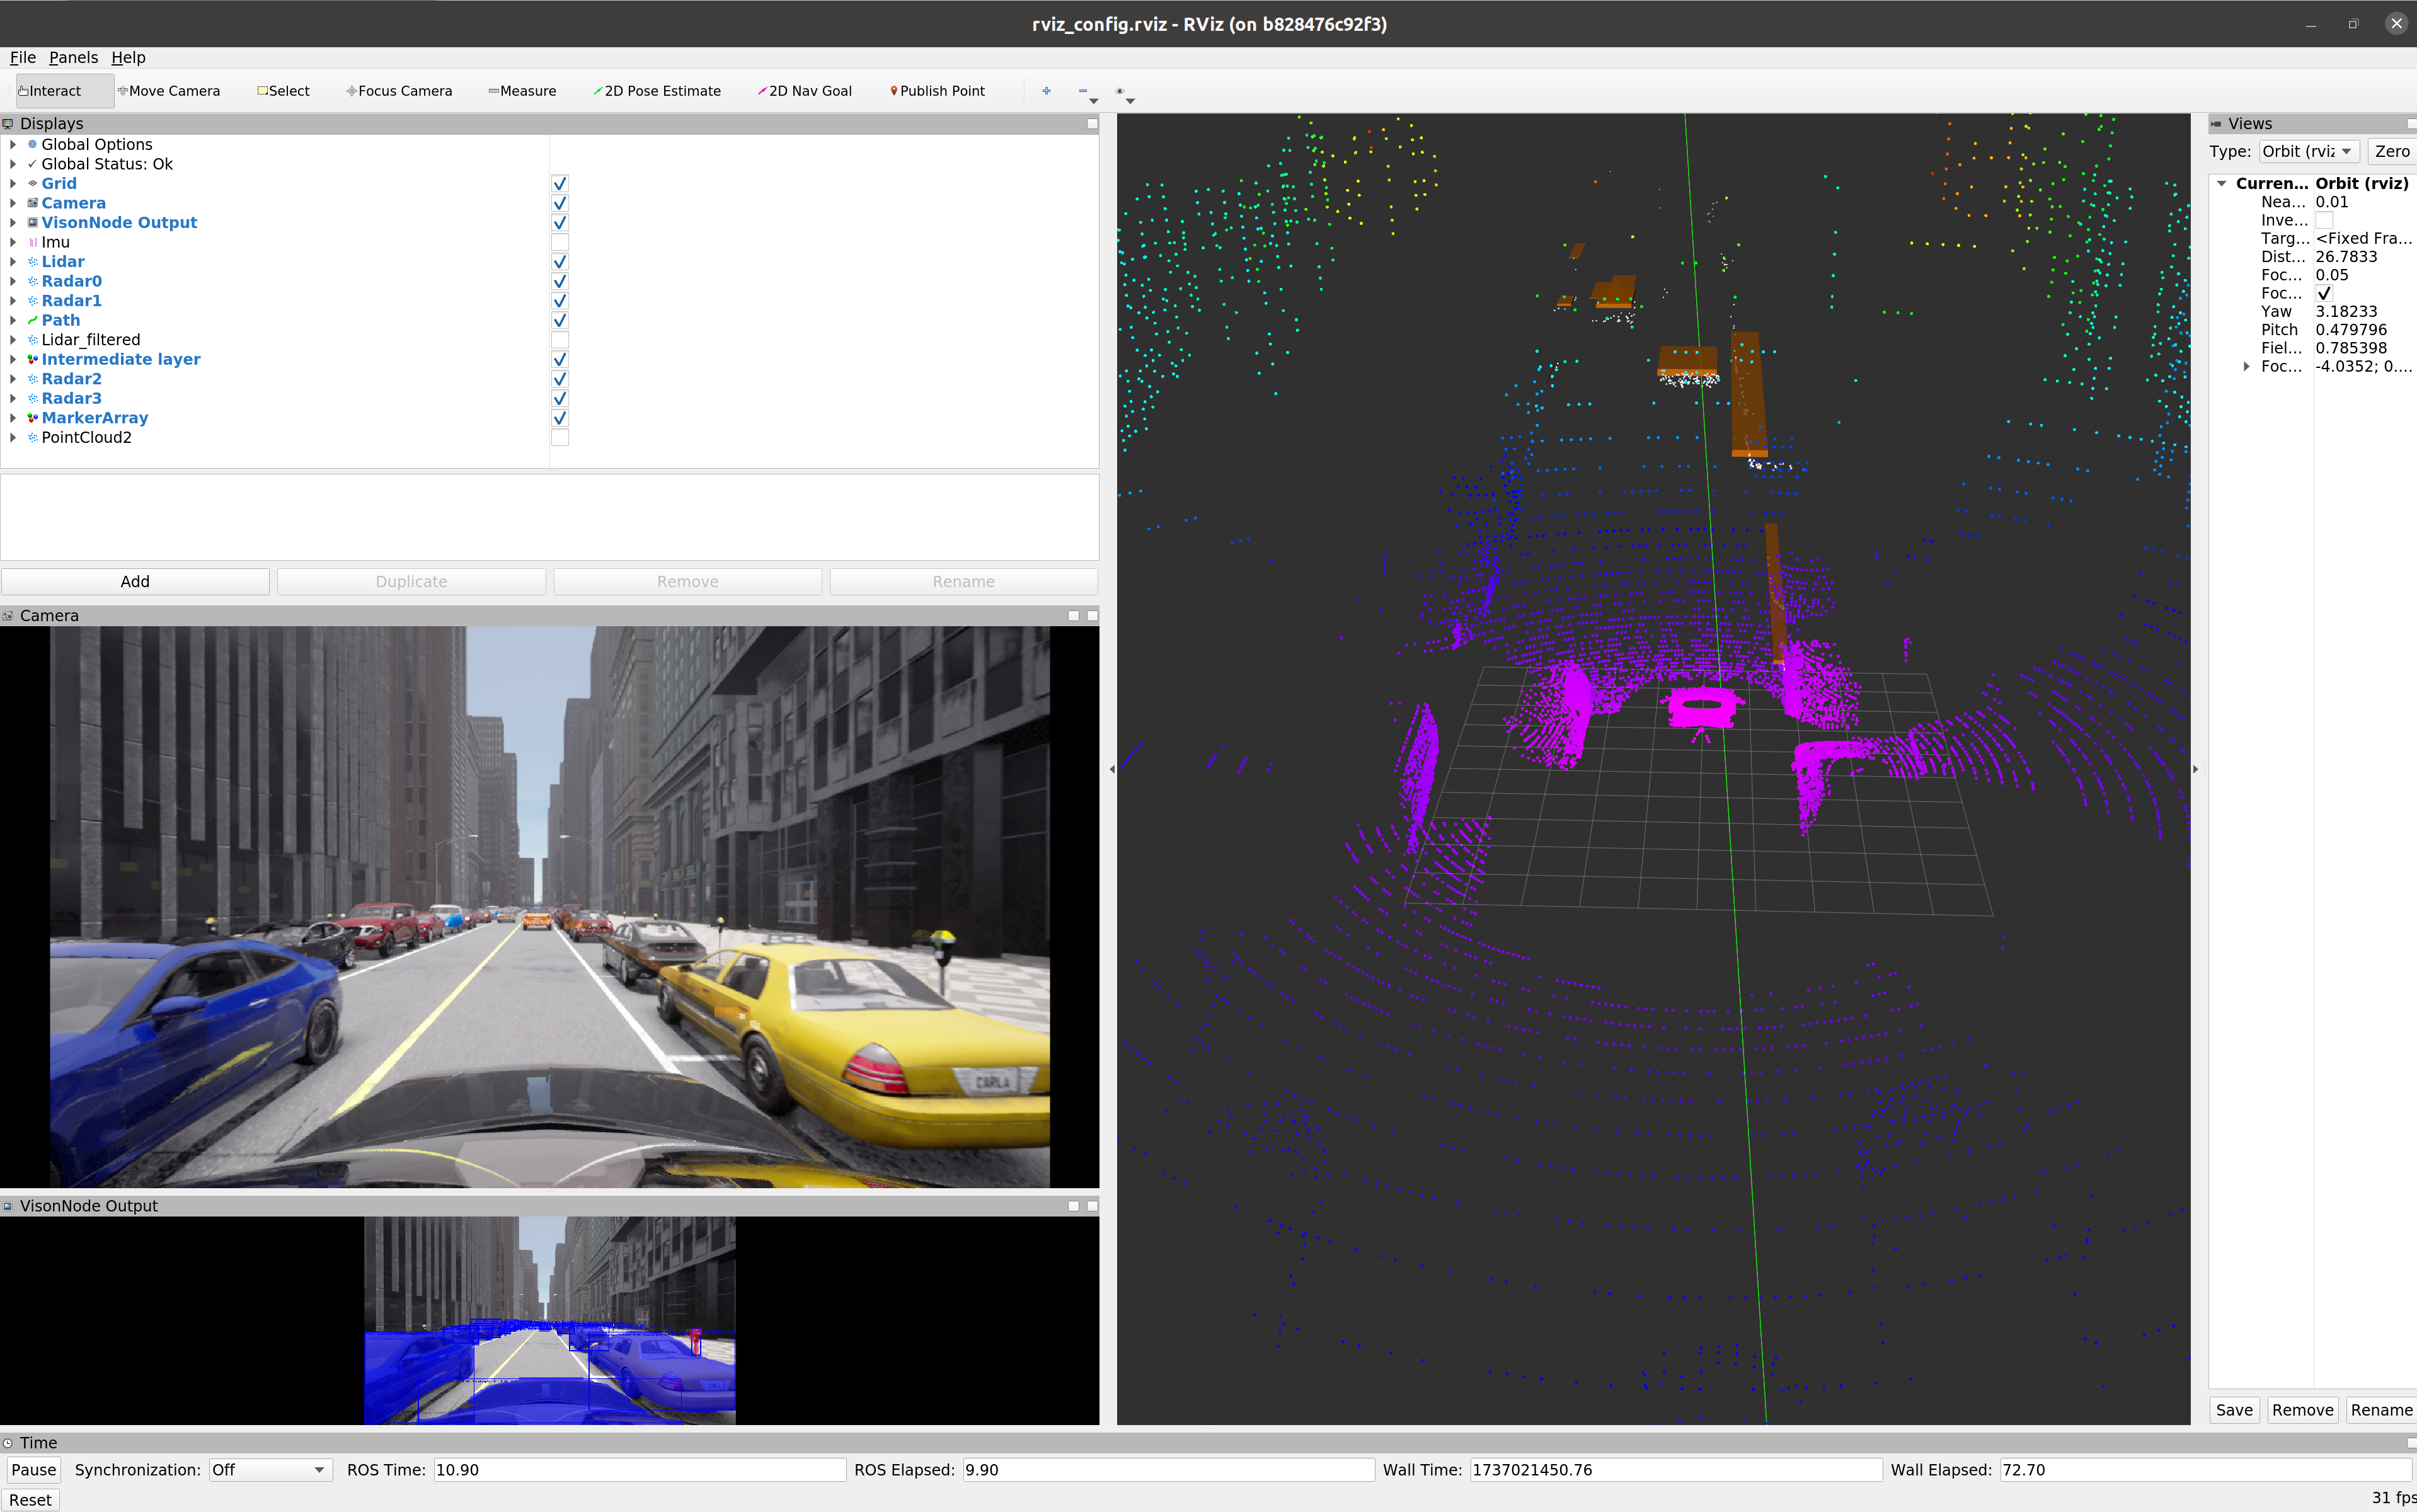 rviz_config.rviz - RViz (on b828476c92f3)
File Panels Help
Interact Move Camera Select Focus Camera Measure 2D Pose Estimate 2D Nav Goal Publish Point
Displays
Global Options
Global Status: Ok
Grid
Camera
VisonNode Output
Imu
Lidar
Radar0
Radar1
Path
Lidar_filtered
Intermediate layer
Radar2
Radar3
MarkerArray
PointCloud2
Add Duplicate Remove Rename
Camera
CARLA
VisonNode Output
Views
Type: Orbit (rviz Zero
Curren... Orbit (rviz)
Nea... 0.01
Inve...
Targ... <Fixed Fra...
Dist... 26.7833
Foc... 0.05
Foc...
Yaw 3.18233
Pitch 0.479796
Fiel... 0.785398
Foc... -4.0352; 0....
Save Remove Rename
Time
Pause Synchronization: Off ROS Time: 10.90 ROS Elapsed: 9.90 Wall Time: 1737021450.76 Wall Elapsed: 72.70
Reset 31 fps